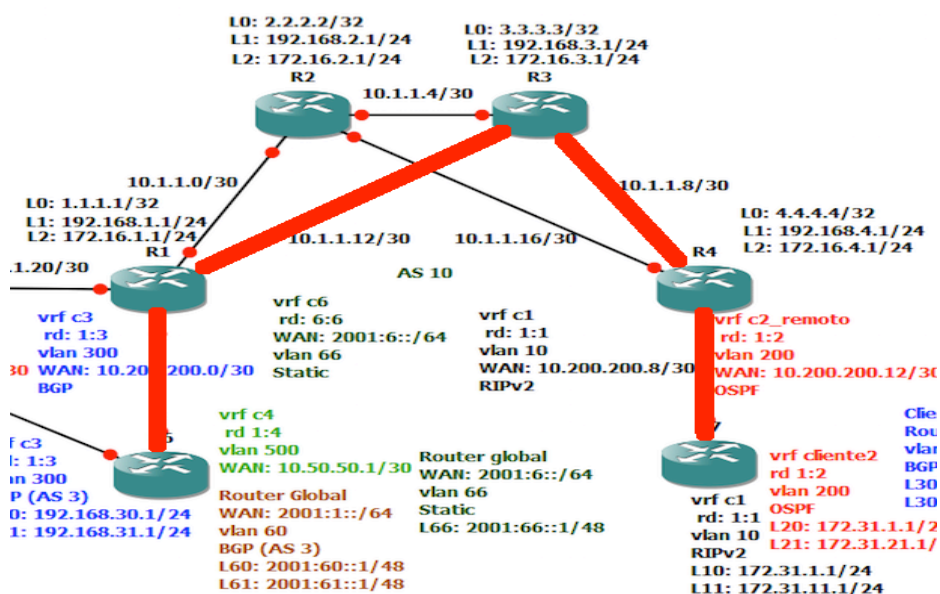 L0: 2.2.2.2/32
L1: 192.168.2.1/24
L2: 172.16.2.1/24
R2
L0: 3.3.3.3/32
L1: 192.168.3.1/24
L2: 172.16.3.1/24
R3
10.1.1.4/30
10.1.1.0/30
10.1.1.8/30
L0: 1.1.1.1/32
L1: 192.168.1.1/24
L2: 172.16.1.1/24
R1
10.1.1.12/30
10.1.1.16/30
L0: 4.4.4.4/32
L1: 192.168.4.1/24
L2: 172.16.4.1/24
R4
.1.20/30
AS 10
vrf c3
rd: 1:3
vlan 300
WAN: 10.200.200.0/30
BGP
vrf c6
rd: 6:6
WAN: 2001:6::/64
vlan 66
Static
vrf c1
rd: 1:1
vlan 10
WAN: 10.200.200.8/30
RIPv2
vrf c2_remoto
rd: 1:2
vlan 200
WAN: 10.200.200.12/30
OSPF
f c3
: 1:3
n 300
P (AS 3)
0: 192.168.30.1/24
1: 192.168.31.1/24
vrf c4
rd 1:4
vlan 500
WAN: 10.50.50.1/30
Router Global
WAN: 2001:1::/64
vlan 60
BGP (AS 3)
L60: 2001:60::1/48
L61: 2001:61::1/48
Router global
WAN: 2001:6::/64
vlan 66
Static
L66: 2001:66::1/48
7
vrf c1
rd: 1:1
vlan 10
RIPv2
L10: 172.31.1.1/24
L11: 172.31.11.1/24
vrf cliente2
rd 1:2
vlan 200
OSPF
L20: 172.31.1.1/2
L21: 172.31.21.1/
Clie
Rou
vlan
BGP
L30
L30